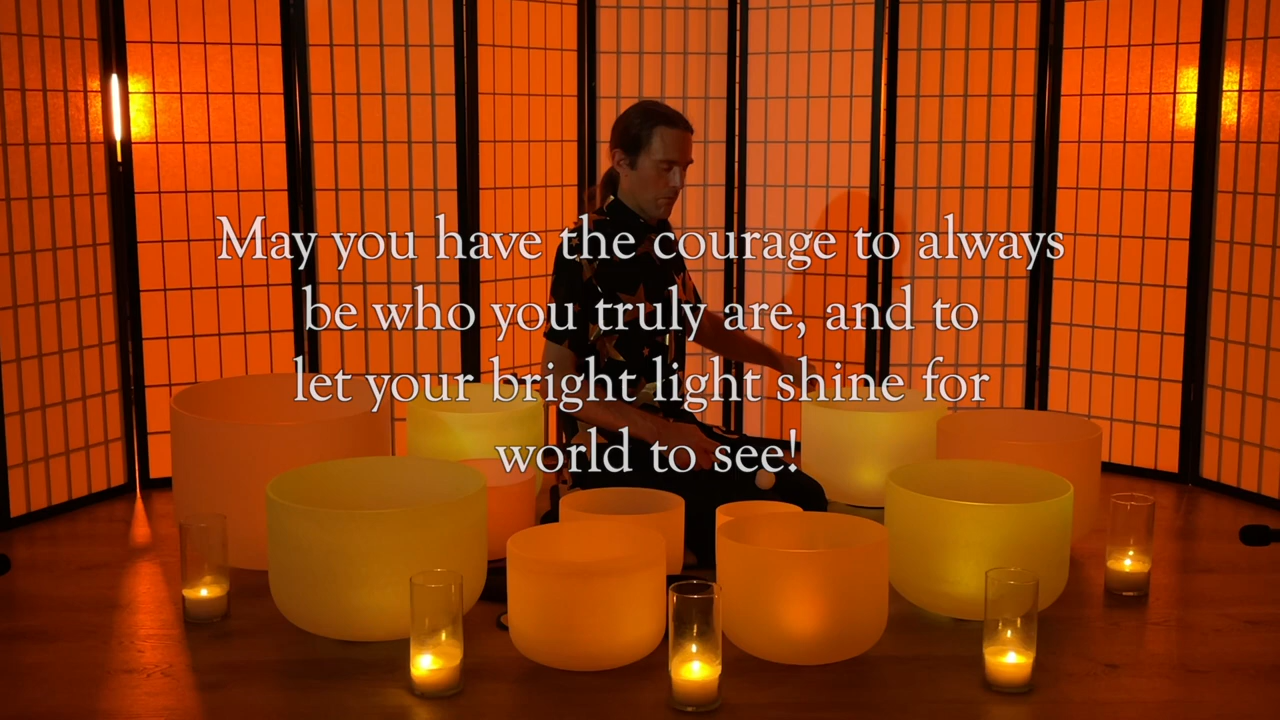 May you have the courage to always
be who you truly are, and to
let your bright light shine for
world to see!